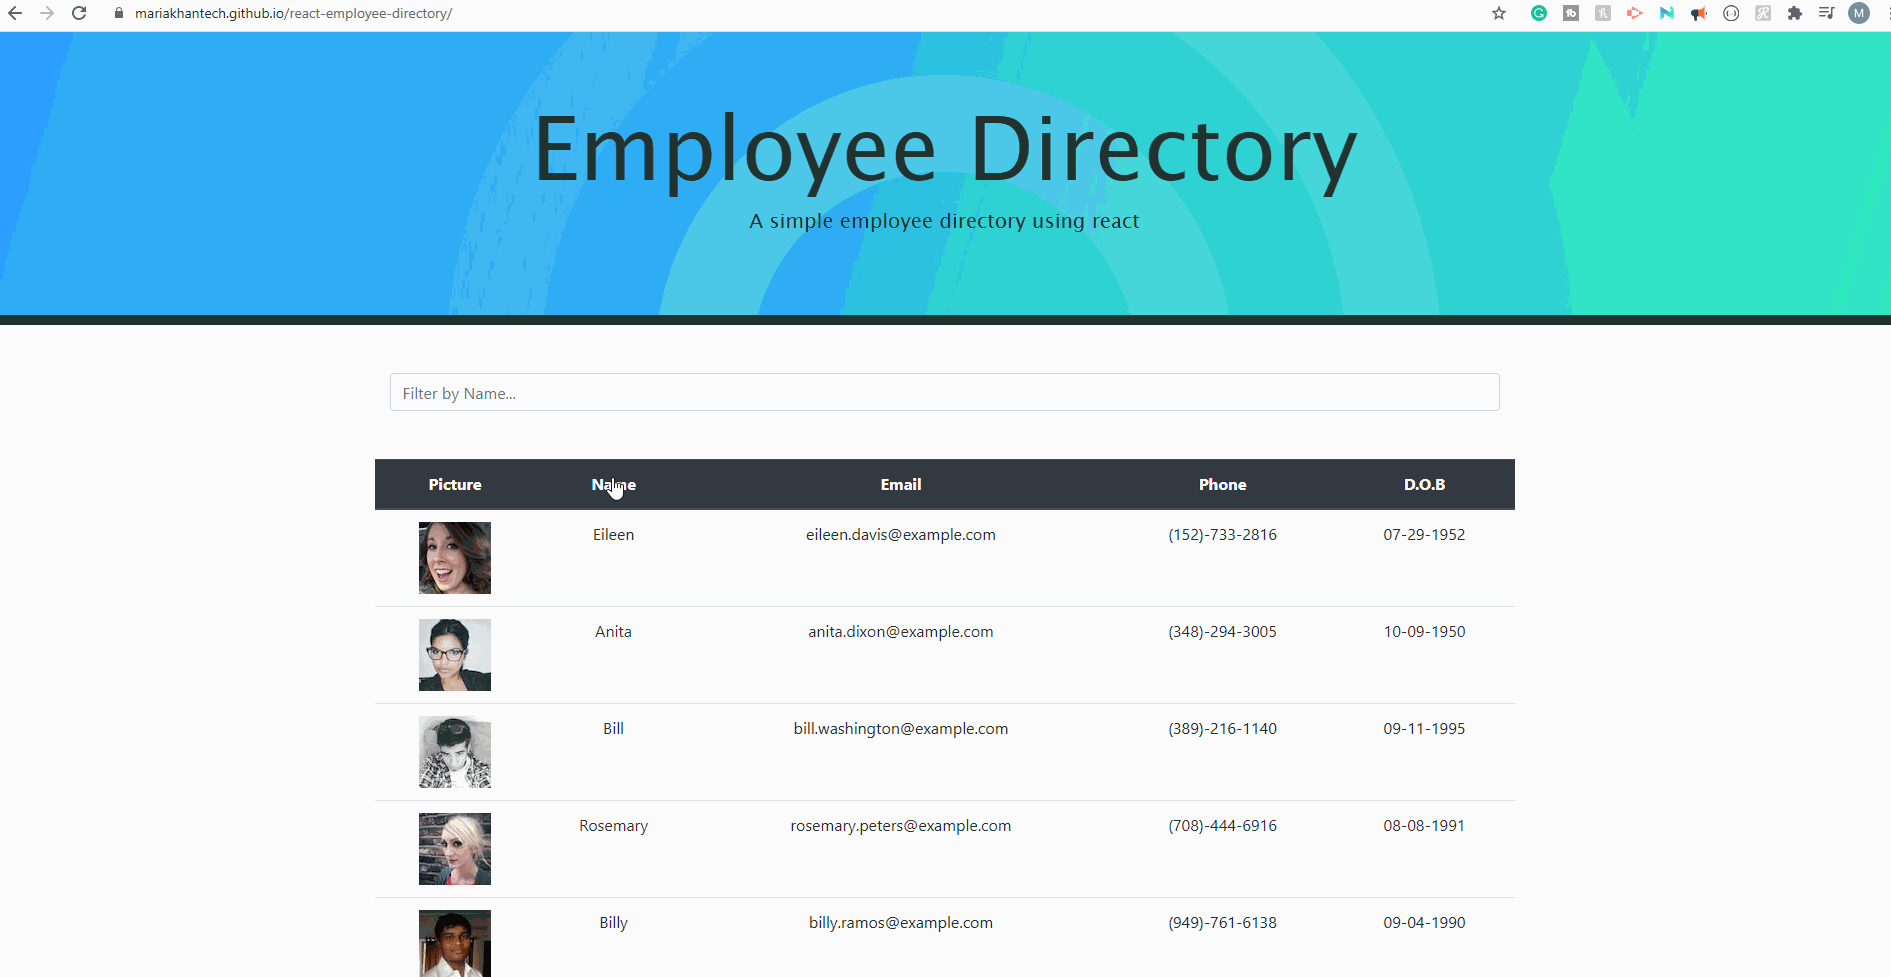 mariakhantech.github.io/react-employee-directory/
M
Employee Directory
A simple employee directory using react
Filter by Name...
Picture Name Email Phone D.O.B
Eileen eileen.davis@example.com (152)-733-2816 07-29-1952
Anita anita.dixon@example.com (348)-294-3005 10-09-1950
Bill bill.washington@example.com (389)-216-1140 09-11-1995
Rosemary rosemary.peters@example.com (708)-444-6916 08-08-1991
Billy billy.ramos@example.com (949)-761-6138 09-04-1990